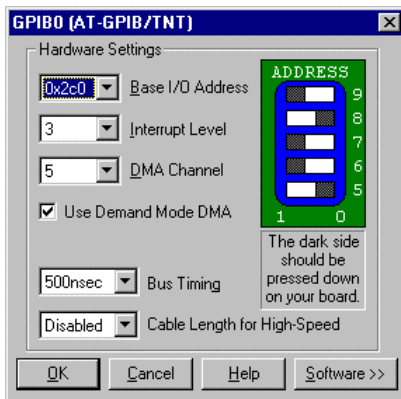 GPIB0 (AT-GPIB/TNT)
Hardware Settings
0x2c0 Base I/O Address
3 Interrupt Level
5 DMA Channel
Use Demand Mode DMA
500nsec Bus Timing
Disabled Cable Length for High-Speed
ADDRESS
9
8
7
6
5
1 0
The dark side
should be
pressed down
on your board.
OK Cancel Help Software >>